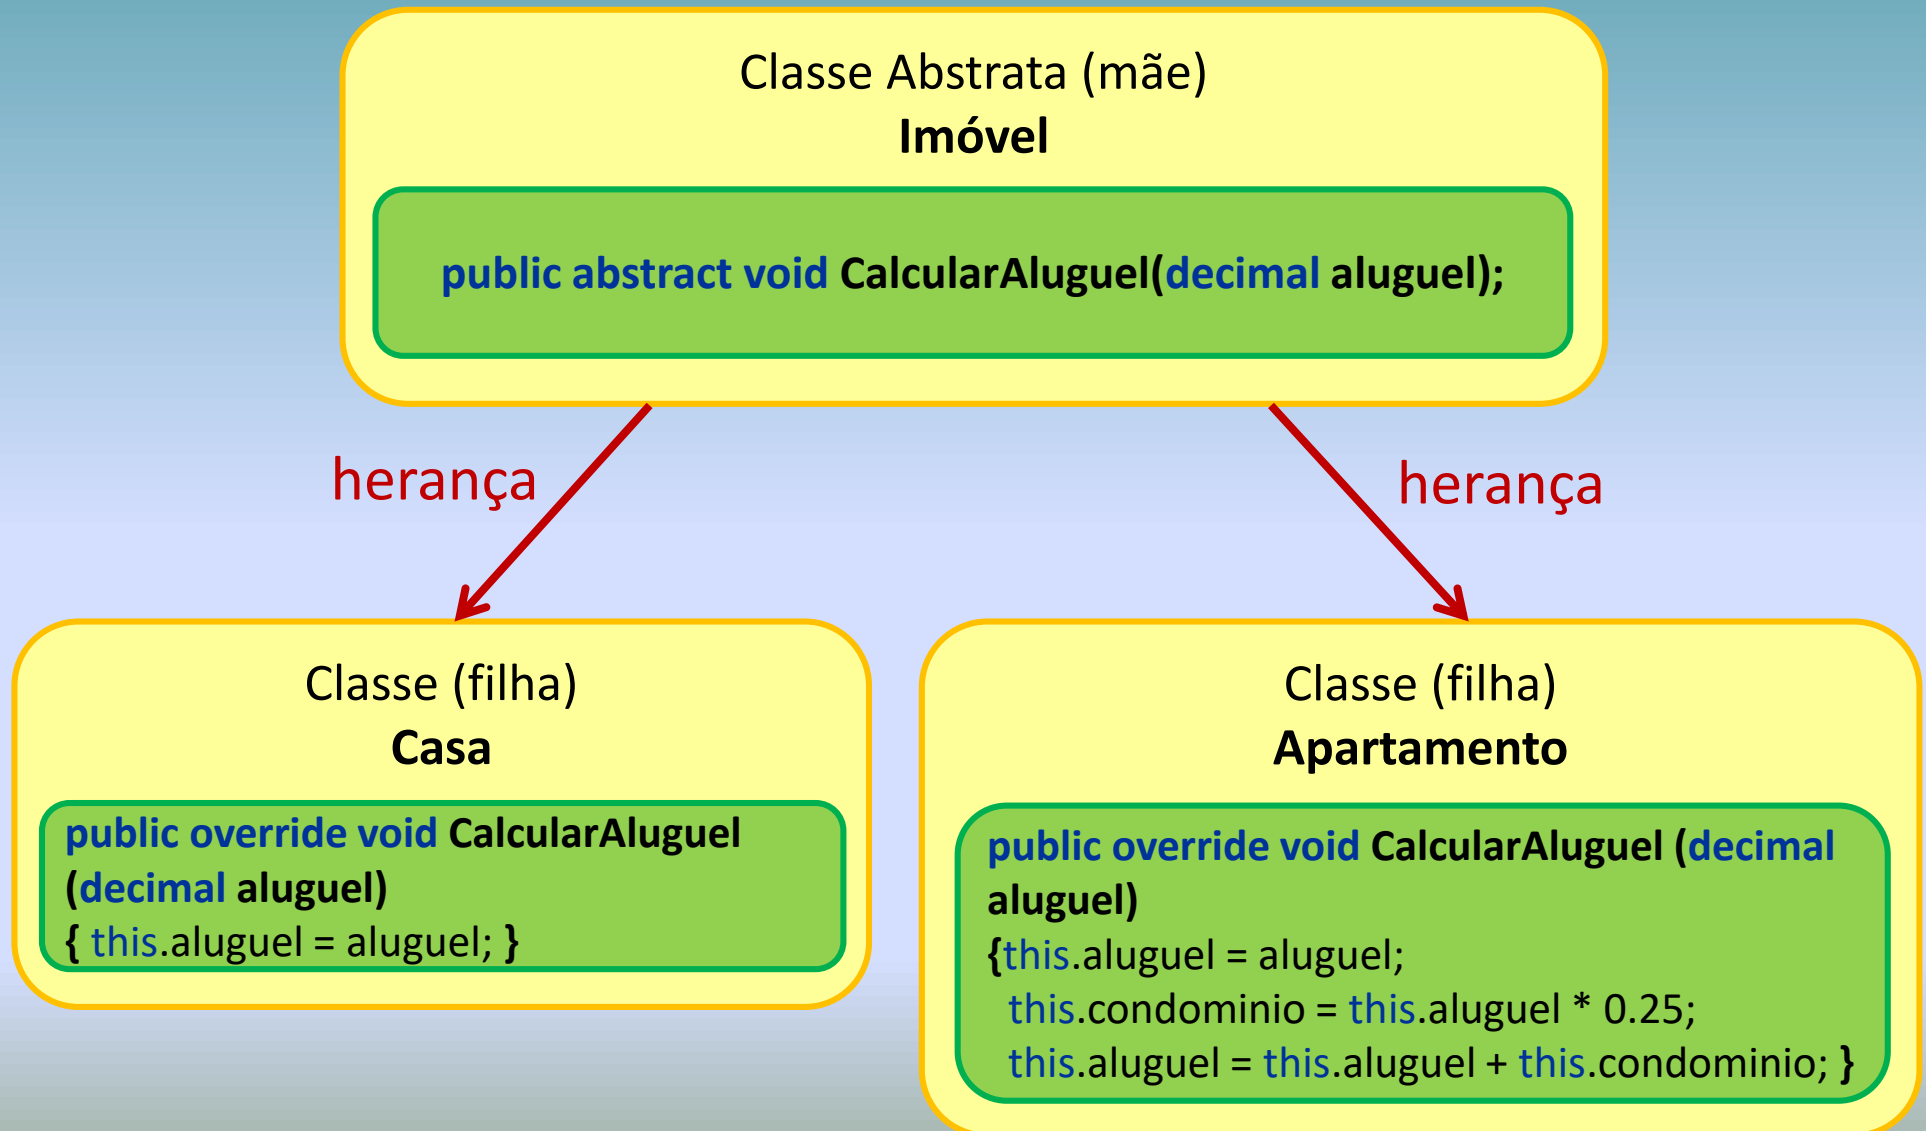 Classe Abstrata (mãe)
Imóvel
public abstract void CalcularAluguel(decimal aluguel);
herança
herança
Classe (filha)
Casa
public override void CalcularAluguel
(decimal aluguel)
{ this.aluguel = aluguel; }
Classe (filha)
Apartamento
public override void CalcularAluguel (decimal
aluguel)
{this.aluguel = aluguel;
this.condominio = this.aluguel * 0.25;
this.aluguel = this.aluguel + this.condominio; }